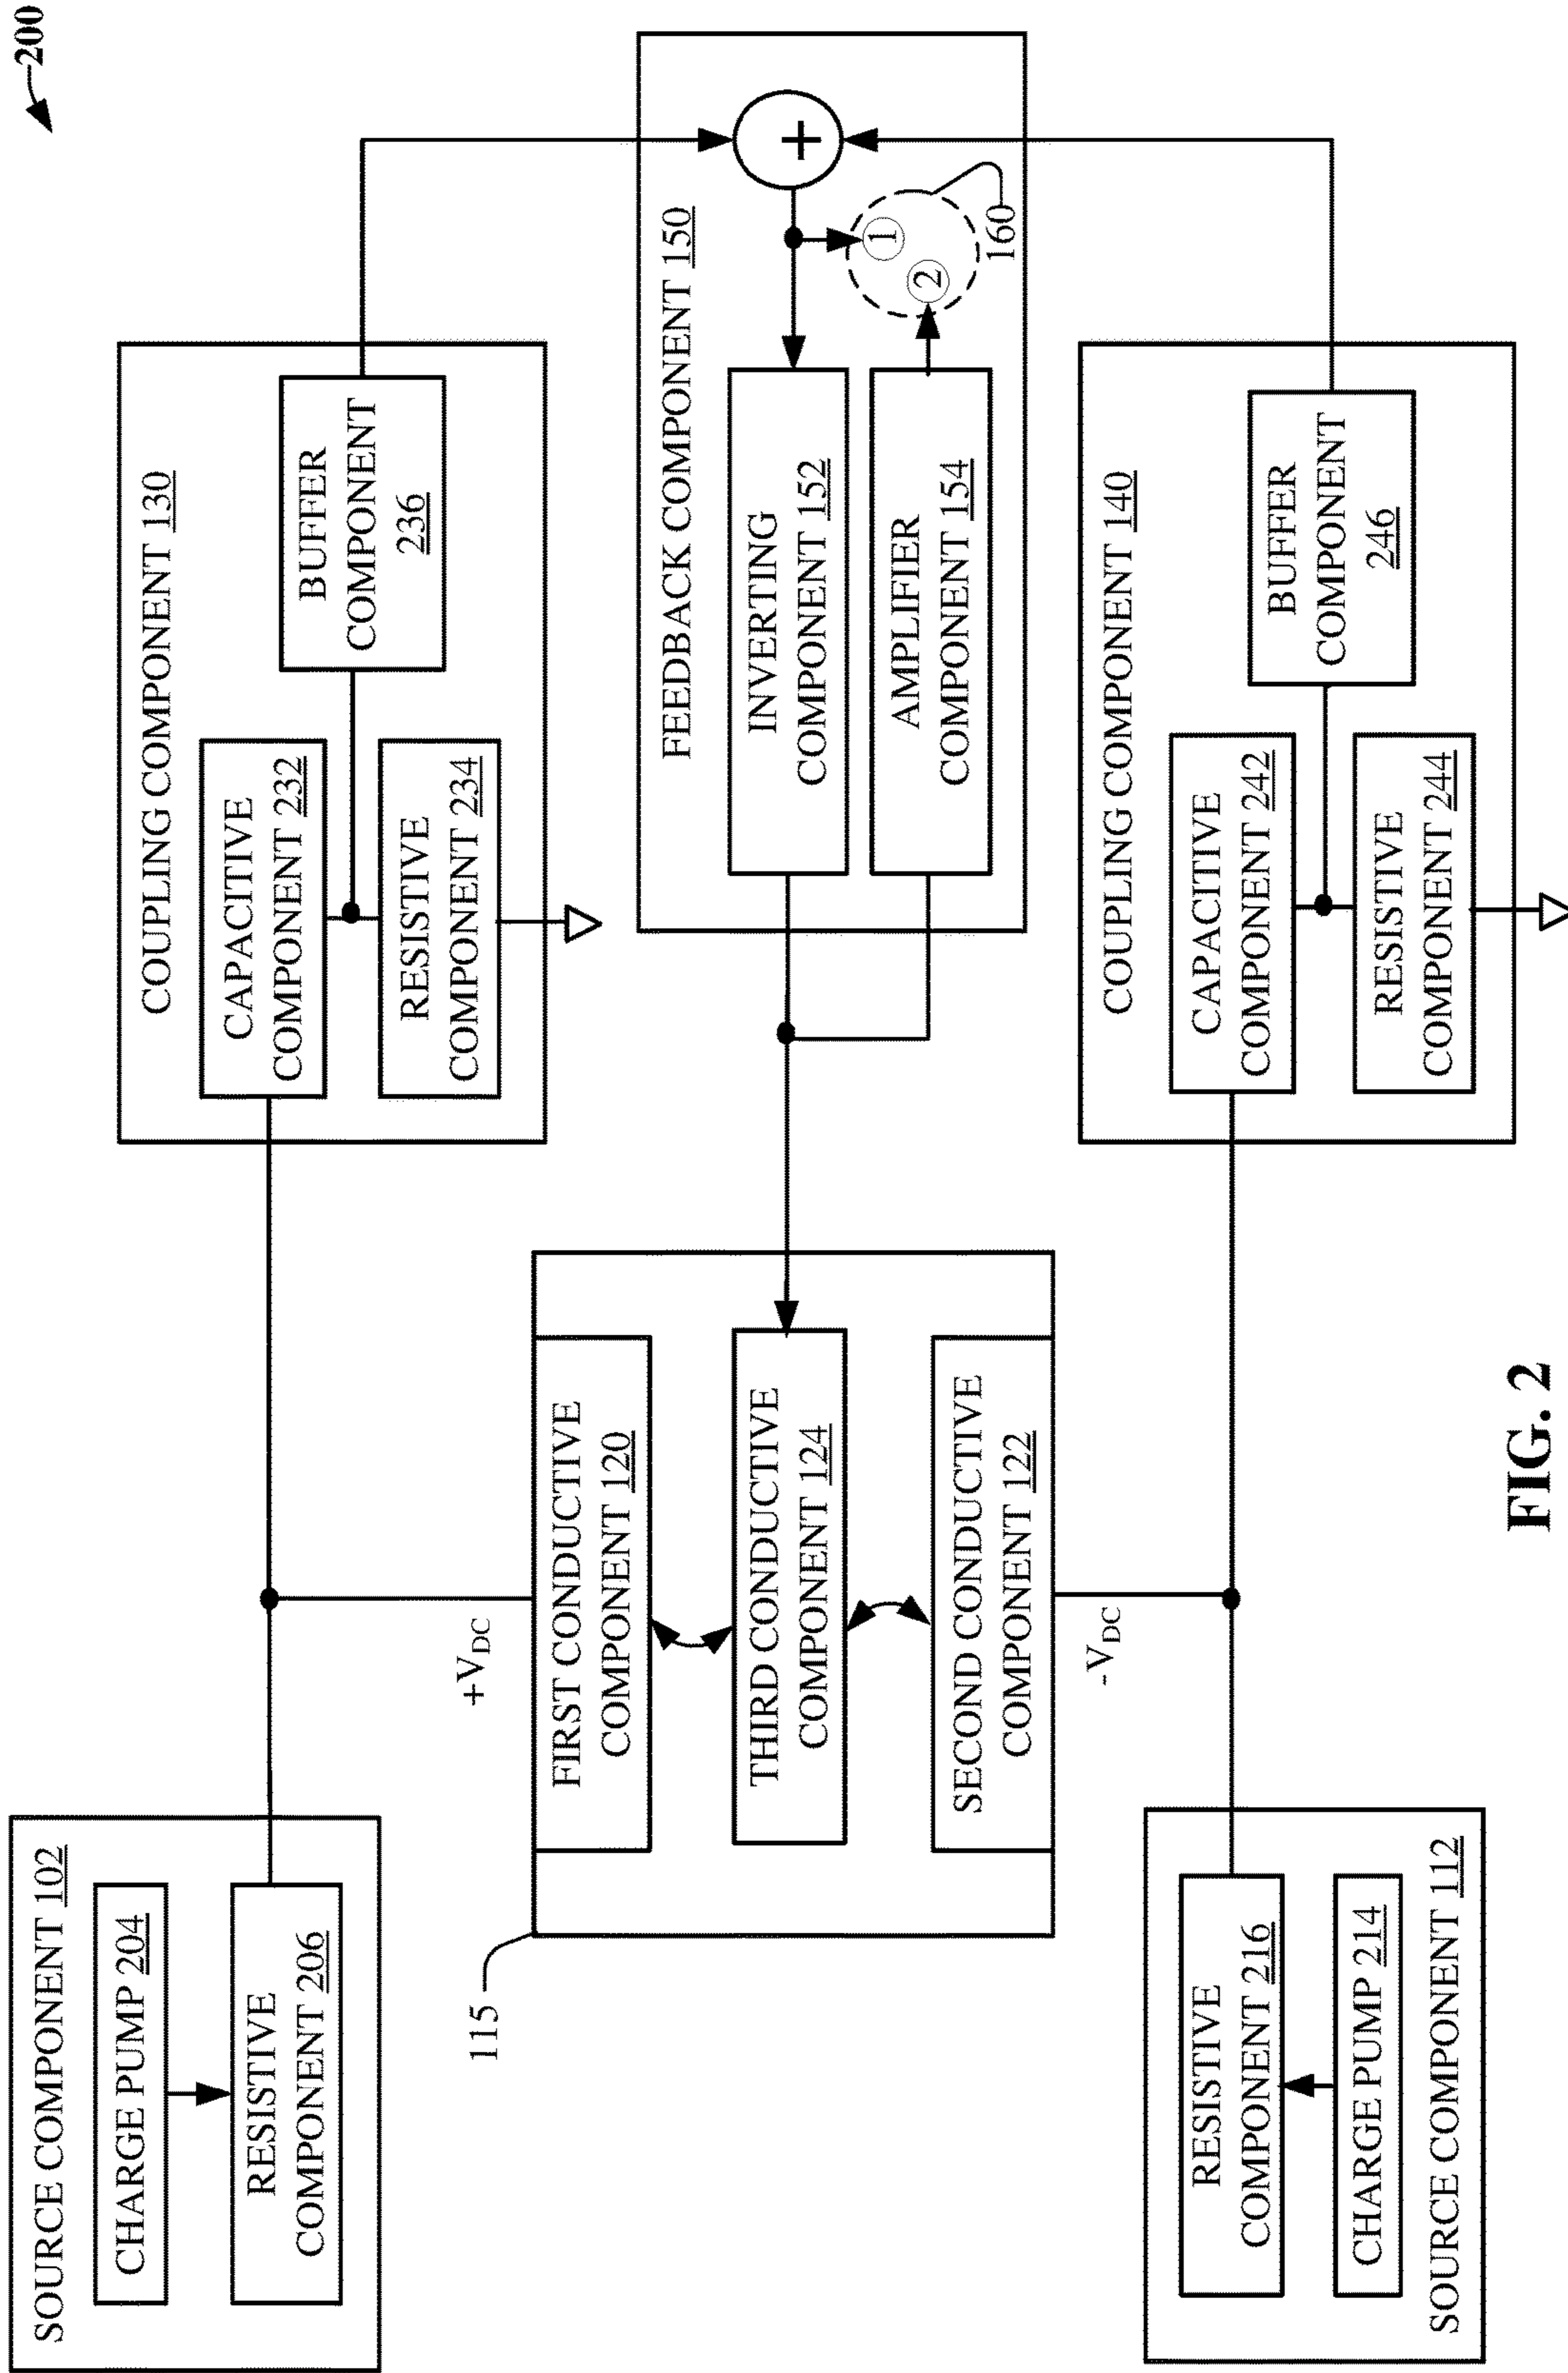 200
SOURCE COMPONENT 102
CHARGE PUMP 204
RESISTIVE
COMPONENT 206
COUPLING COMPONENT 130
CAPACITIVE
COMPONENT 232
RESISTIVE
COMPONENT 234
BUFFER
COMPONENT
236
+VDC
115
FIRST CONDUCTIVE
COMPONENT 120
THIRD CONDUCTIVE
COMPONENT 124
SECOND CONDUCTIVE
COMPONENT 122
-VDC
FEEDBACK COMPONENT 150
INVERTING
COMPONENT 152
AMPLIFIER
COMPONENT 154
+
1
2
160
RESISTIVE
COMPONENT 216
CHARGE PUMP 214
SOURCE COMPONENT 112
COUPLING COMPONENT 140
CAPACITIVE
COMPONENT 242
RESISTIVE
COMPONENT 244
BUFFER
COMPONENT
246
FIG. 2